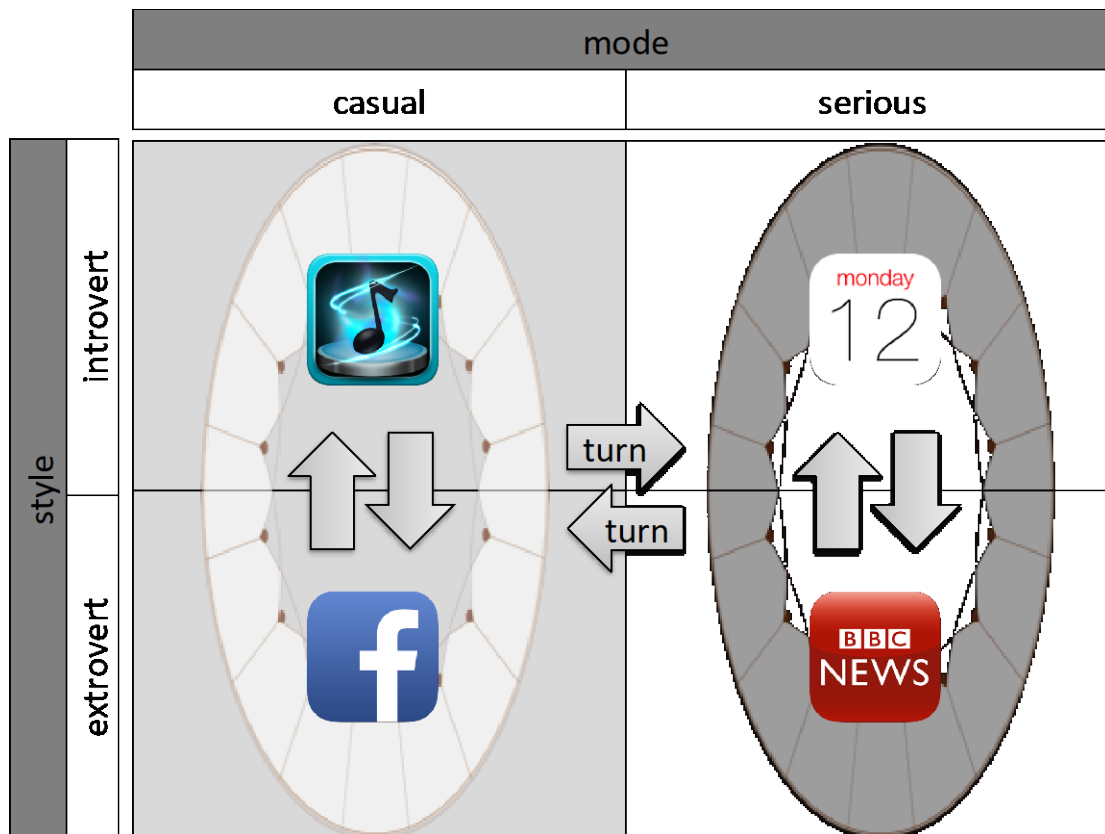 mode
casual
serious
style
introvert
extrovert
monday
12
turn
turn
f
BBC
NEWS